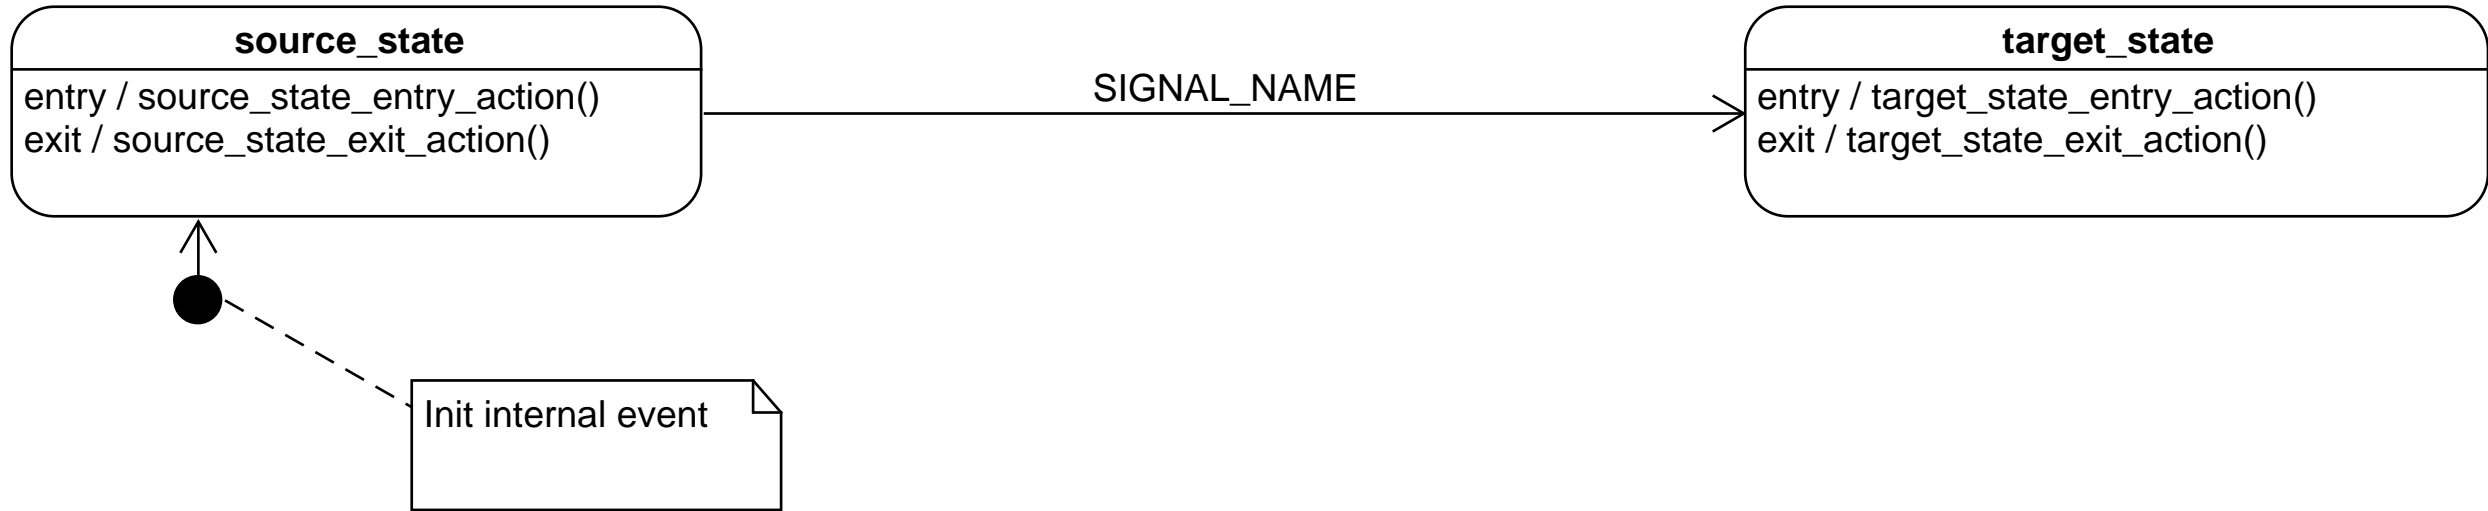 source_state
entry / source_state_entry_action()
exit / source_state_exit_action()
SIGNAL_NAME
target_state
entry / target_state_entry_action()
exit / target_state_exit_action()
Init internal event